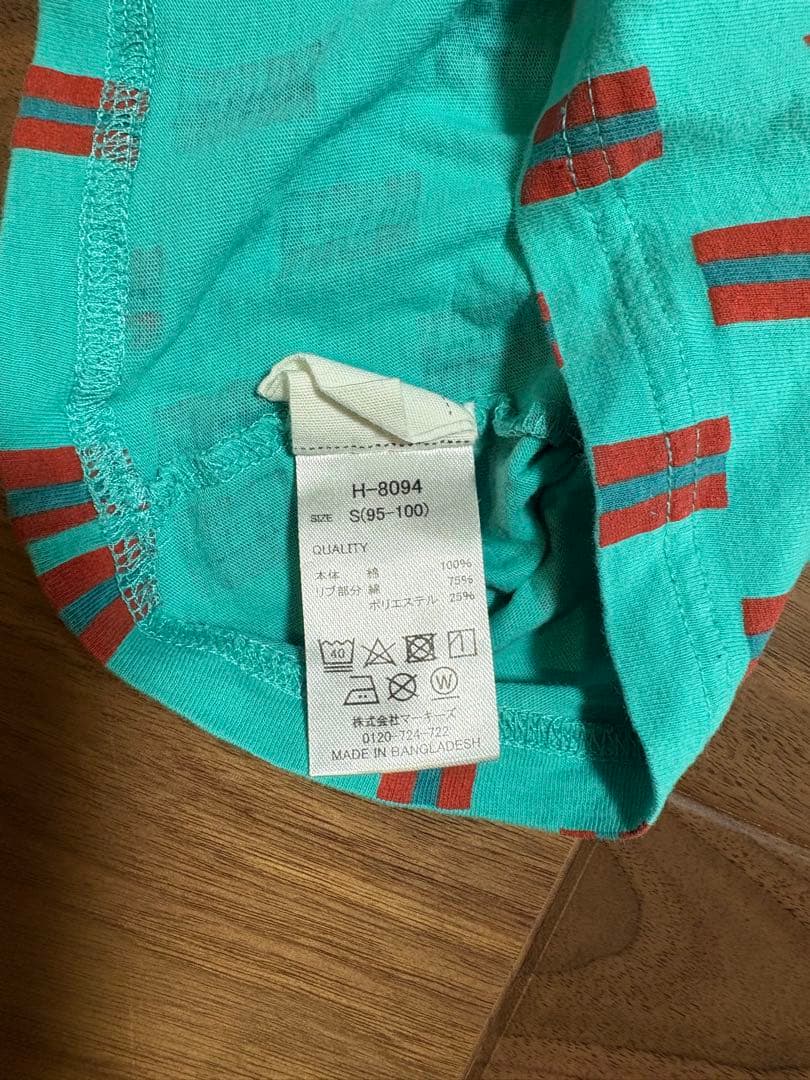 H-8094
SIZE S(95-100)
QUALITY
本体 綿 100%
リブ部分 綿 75%
ポリエステル 25%
40
W
株式会社マーキーズ
0120-724-722
MADE IN BANGLADESH